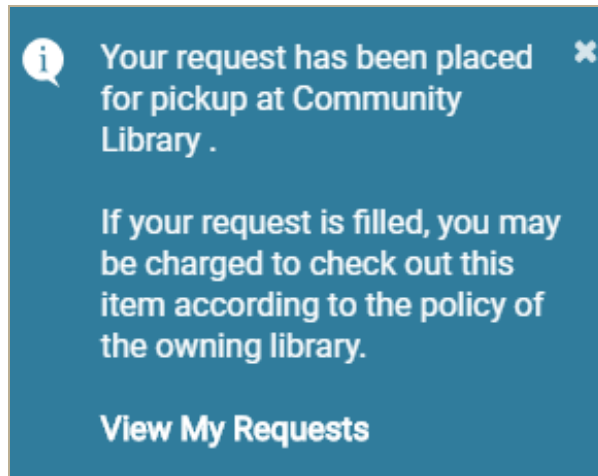 Your request has been placed
for pickup at Community
Library .
If your request is filled, you may
be charged to check out this
item according to the policy of
the owning library.
View My Requests